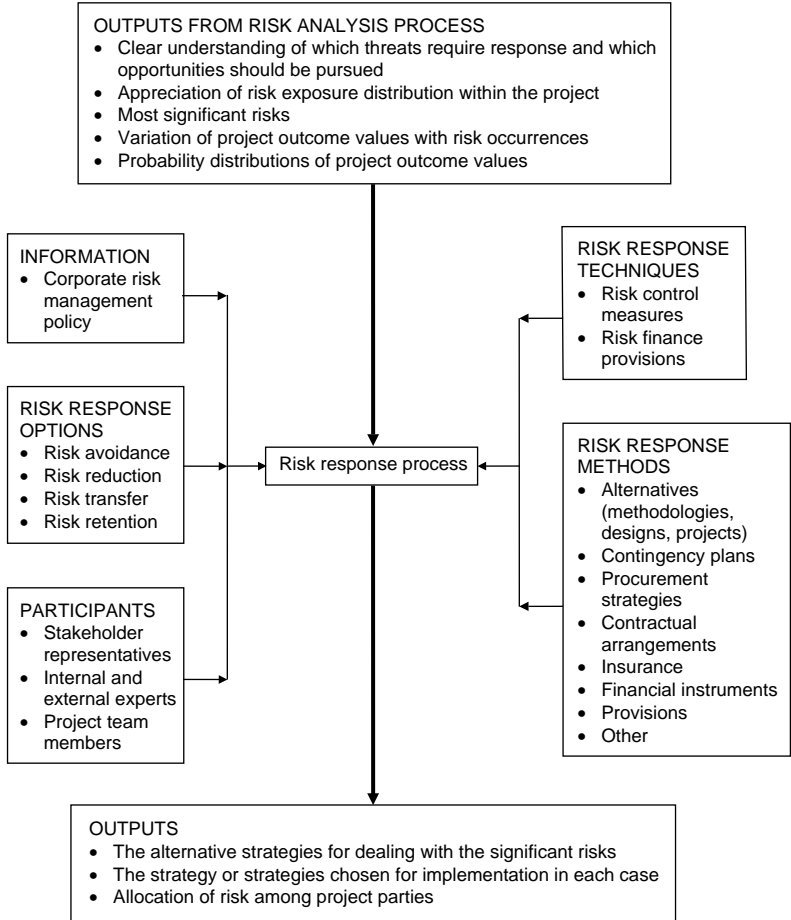 OUTPUTS FROM RISK ANALYSIS PROCESS
• Clear understanding of which threats require response and which
opportunities should be pursued
• Appreciation of risk exposure distribution within the project
• Most significant risks
• Variation of project outcome values with risk occurrences
• Probability distributions of project outcome values
INFORMATION
• Corporate risk
management
policy
RISK RESPONSE
OPTIONS
• Risk avoidance
• Risk reduction
• Risk transfer
• Risk retention
PARTICIPANTS
• Stakeholder
representatives
• Internal and
external experts
• Project team
members
Risk response process
RISK RESPONSE
TECHNIQUES
• Risk control
measures
• Risk finance
provisions
RISK RESPONSE
METHODS
• Alternatives
(methodologies,
designs, projects)
• Contingency plans
• Procurement
strategies
• Contractual
arrangements
• Insurance
• Financial instruments
• Provisions
• Other
OUTPUTS
• The alternative strategies for dealing with the significant risks
• The strategy or strategies chosen for implementation in each case
• Allocation of risk among project parties